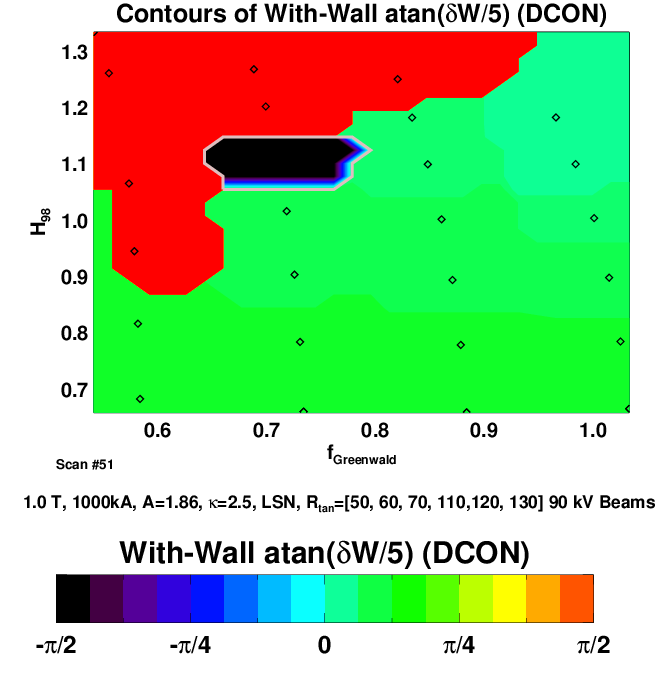 Contours of With-Wall atan(δW/5) (DCON)
1.3
1.2
1.1
1.0
0.9
0.8
0.7
H98
0.6 0.7 0.8 0.9 1.0
fGreenwald
Scan #51
1.0 T, 1000kA, A=1.86, κ=2.5, LSN, Rtan=[50, 60, 70, 110,120, 130] 90 kV Beams
With-Wall atan(δW/5) (DCON)
-π/2 -π/4 0 π/4 π/2